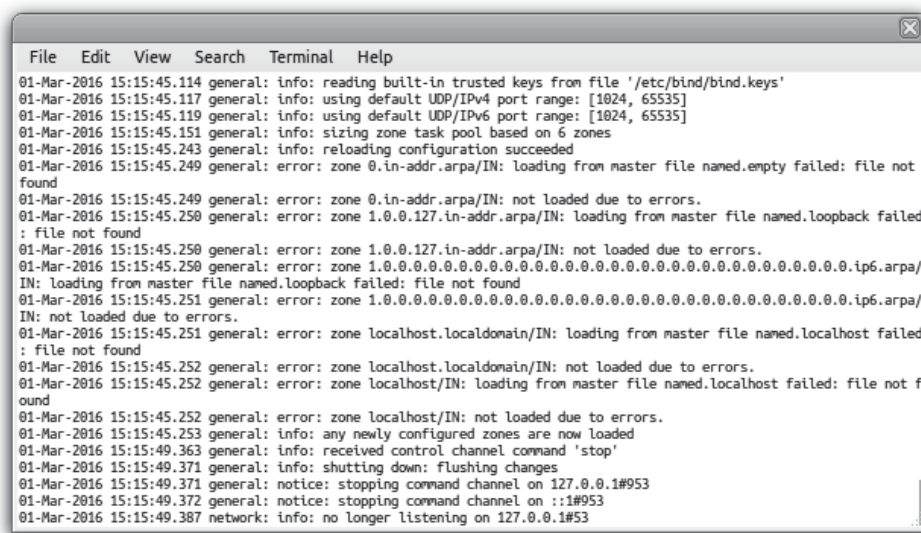 File Edit View Search Terminal Help
01-Mar-2016 15:15:45.114 general: info: reading built-in trusted keys from file '/etc/bind/bind.keys'
01-Mar-2016 15:15:45.117 general: info: using default UDP/IPv4 port range: [1024, 65535]
01-Mar-2016 15:15:45.119 general: info: using default UDP/IPv6 port range: [1024, 65535]
01-Mar-2016 15:15:45.151 general: info: sizing zone task pool based on 6 zones
01-Mar-2016 15:15:45.243 general: info: reloading configuration succeeded
01-Mar-2016 15:15:45.249 general: error: zone 0.in-addr.arpa/IN: loading from master file named.empty failed: file not
found
01-Mar-2016 15:15:45.249 general: error: zone 0.in-addr.arpa/IN: not loaded due to errors.
01-Mar-2016 15:15:45.250 general: error: zone 1.0.0.127.in-addr.arpa/IN: loading from master file named.loopback failed
: file not found
01-Mar-2016 15:15:45.250 general: error: zone 1.0.0.127.in-addr.arpa/IN: not loaded due to errors.
01-Mar-2016 15:15:45.250 general: error: zone 1.0.0.0.0.0.0.0.0.0.0.0.0.0.0.0.0.0.0.0.0.0.0.0.0.0.0.0.0.0.0.0.ip6.arpa/
IN: loading from master file named.loopback failed: file not found
01-Mar-2016 15:15:45.251 general: error: zone 1.0.0.0.0.0.0.0.0.0.0.0.0.0.0.0.0.0.0.0.0.0.0.0.0.0.0.0.0.0.0.0.ip6.arpa/
IN: not loaded due to errors.
01-Mar-2016 15:15:45.251 general: error: zone localhost.localdomain/IN: loading from master file named.localhost failed
: file not found
01-Mar-2016 15:15:45.252 general: error: zone localhost.localdomain/IN: not loaded due to errors.
01-Mar-2016 15:15:45.252 general: error: zone localhost/IN: loading from master file named.localhost failed: file not f
ound
01-Mar-2016 15:15:45.252 general: error: zone localhost/IN: not loaded due to errors.
01-Mar-2016 15:15:45.253 general: info: any newly configured zones are now loaded
01-Mar-2016 15:15:49.363 general: info: received control channel command 'stop'
01-Mar-2016 15:15:49.371 general: info: shutting down: flushing changes
01-Mar-2016 15:15:49.371 general: notice: stopping command channel on 127.0.0.1#953
01-Mar-2016 15:15:49.372 general: notice: stopping command channel on ::1#953
01-Mar-2016 15:15:49.387 network: info: no longer listening on 127.0.0.1#53